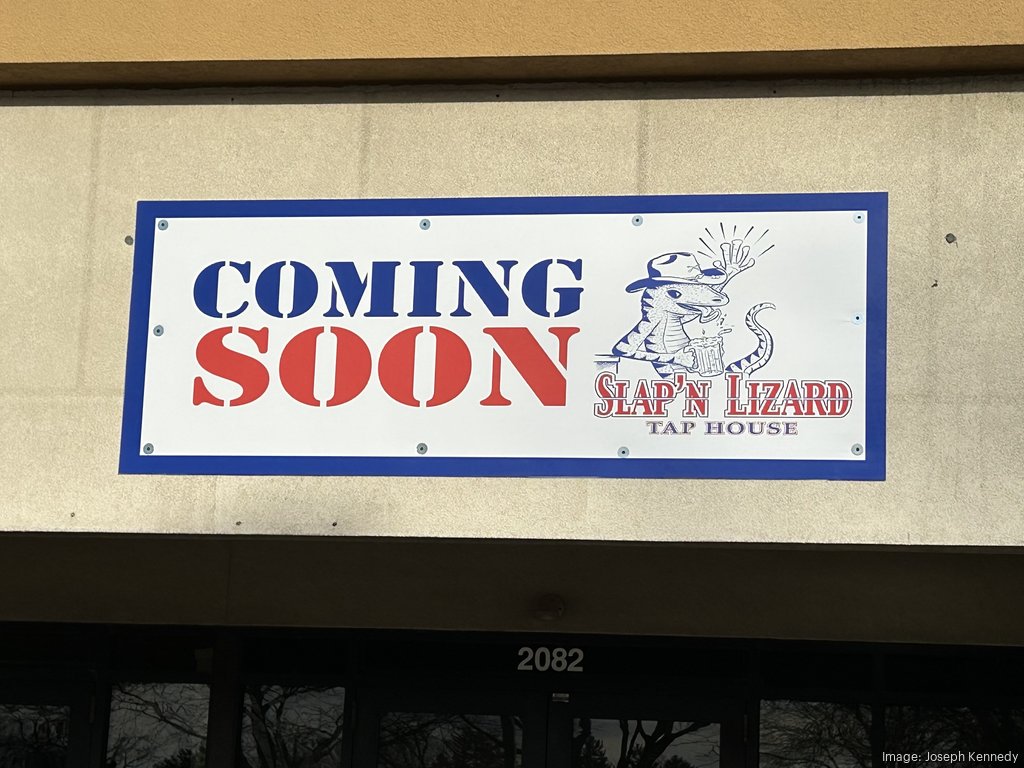 COMING
SOON
SLAP'N LIZARD
TAP HOUSE
2082
Image: Joseph Kennedy